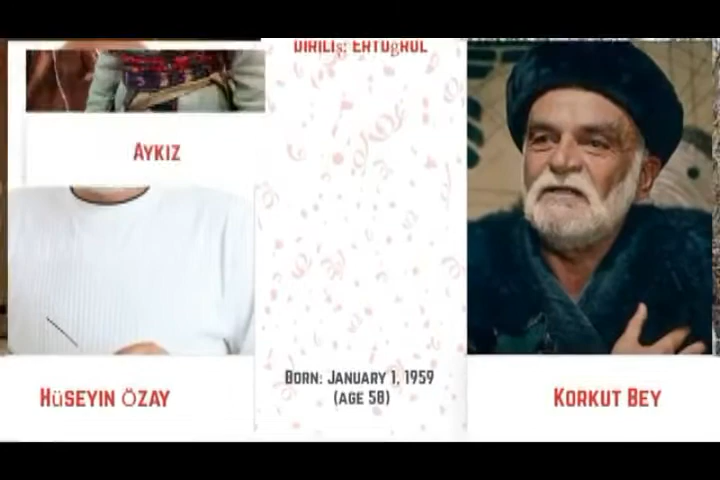 DIRILIŞ: ERTUğRUL
AYKIZ
BORN: JANUARY 1, 1959
(AGE 58)
HüSEYIN ÖZAY
KORKUT BEY